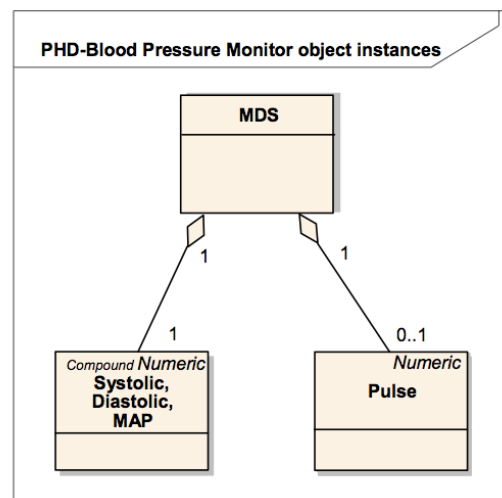 PHD-Blood Pressure Monitor object instances
MDS
1
1
1
0..1
Compound Numeric
Systolic,
Diastolic,
MAP
Numeric
Pulse